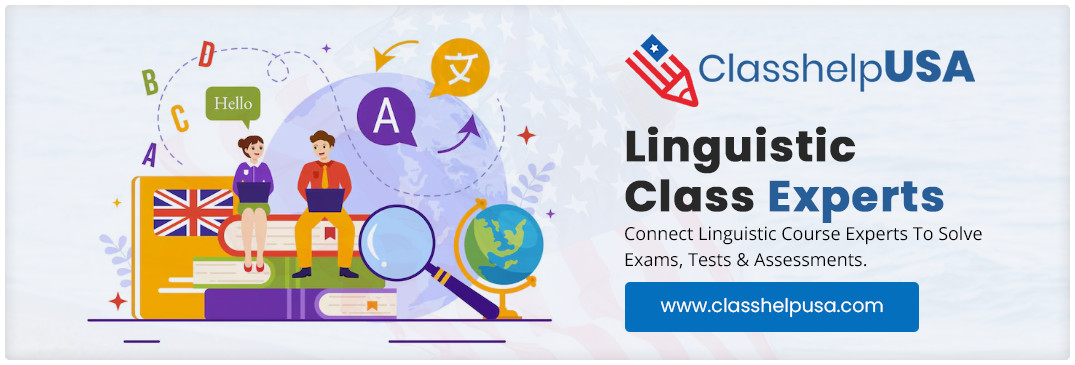 D
B
C
A
Hello
A
文
ClasshelpUSA
Linguistic
Class Experts
Connect Linguistic Course Experts To Solve
Exams, Tests & Assessments.
www.classhelpusa.com